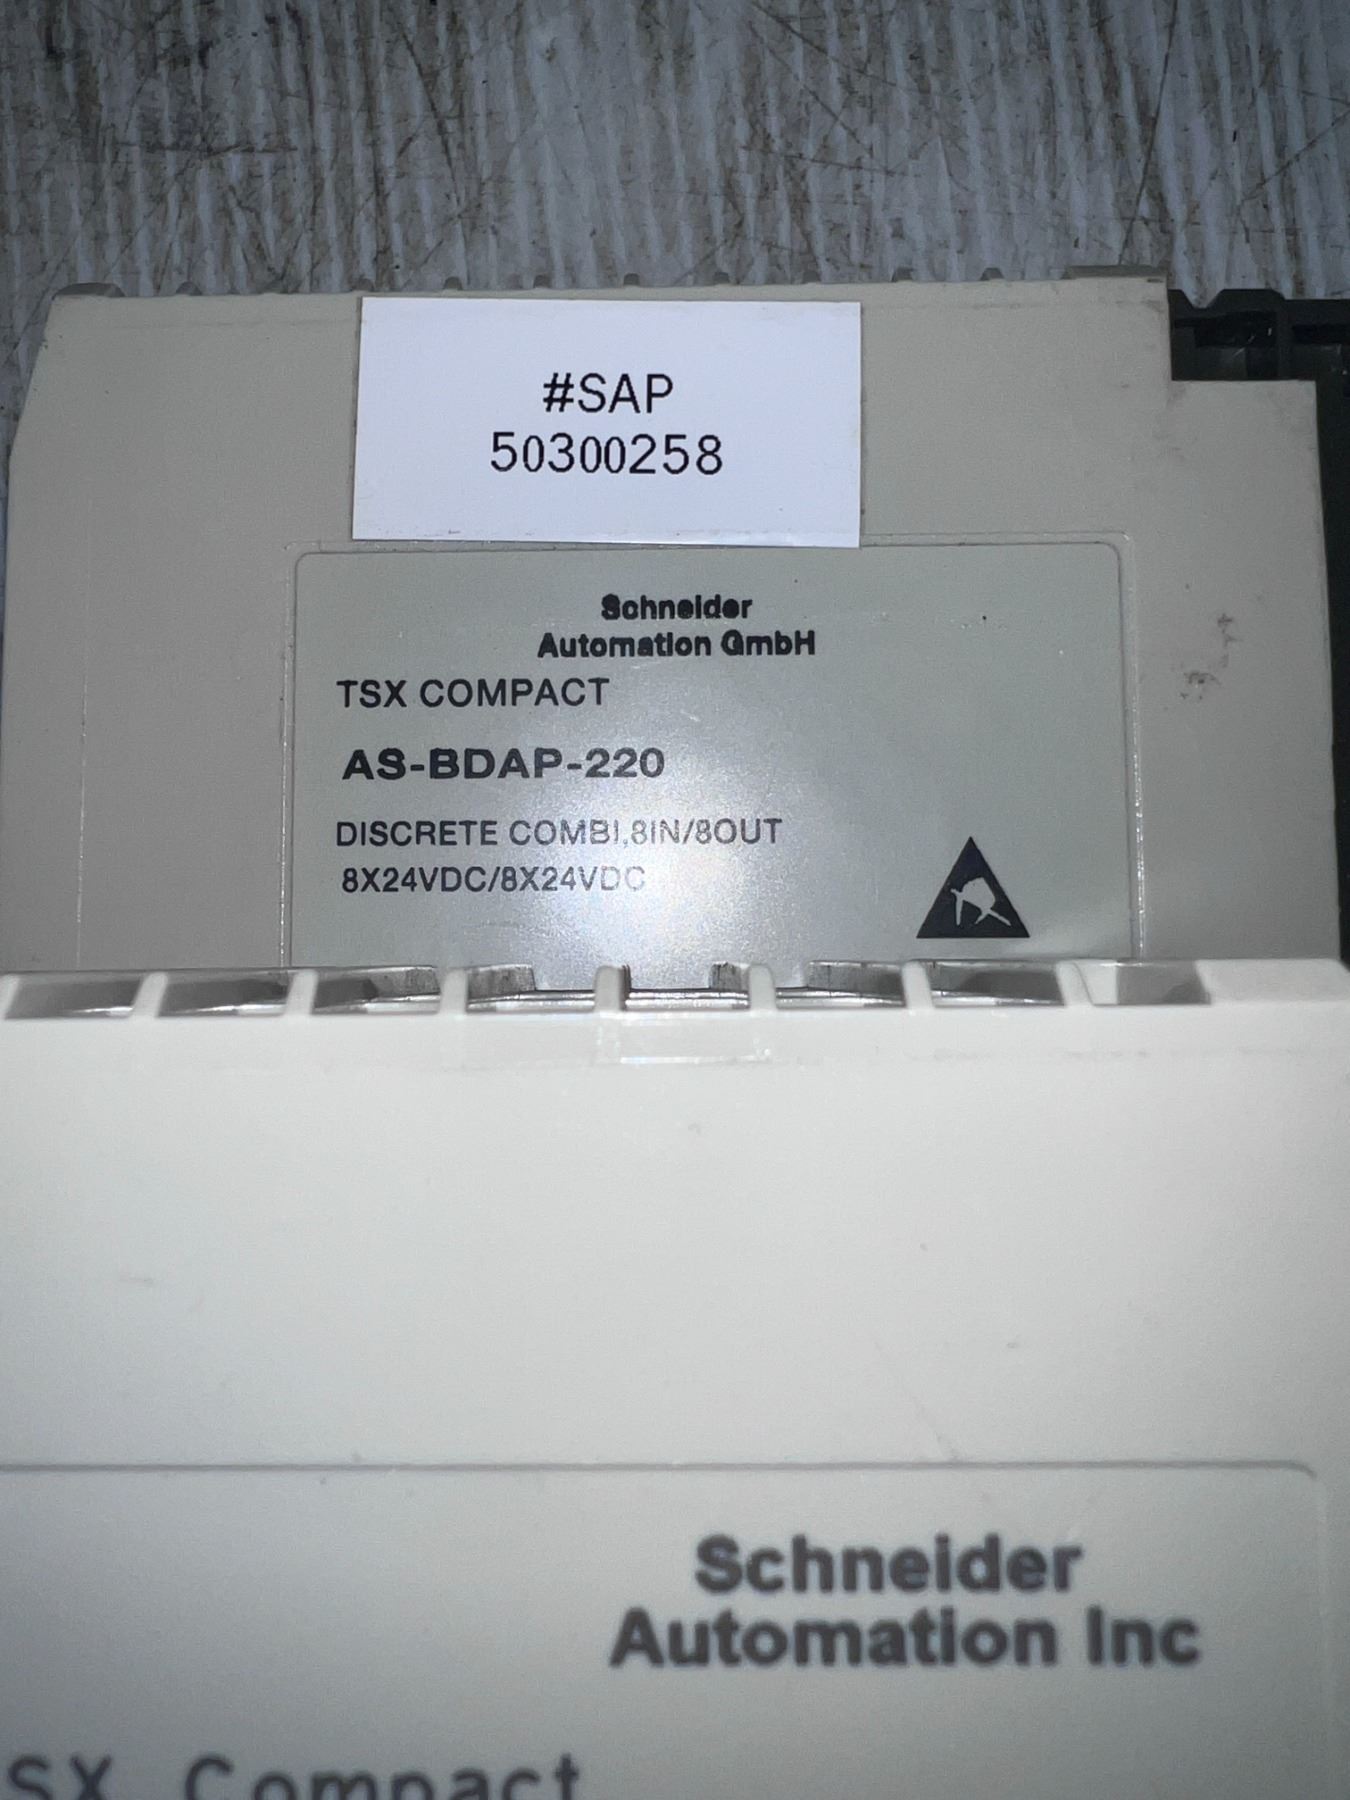 #SAP
50300258
Schneider
Automation GmbH
TSX COMPACT
AS-BDAP-220
DISCRETE COMBI,8IN/8OUT
8X24VDC/8X24VDC
Schneider
Automation Inc
SX Compact